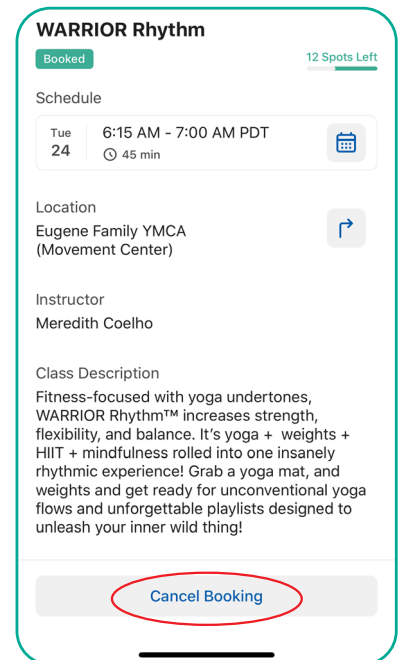 WARRIOR Rhythm
Booked
12 Spots Left
Schedule
Tue
24
6:15 AM - 7:00 AM PDT
45 min
Location
Eugene Family YMCA
(Movement Center)
Instructor
Meredith Coelho
Class Description
Fitness-focused with yoga undertones,
WARRIOR Rhythm™ increases strength,
flexibility, and balance. It’s yoga +  weights +
HIIT + mindfulness rolled into one insanely
rhythmic experience! Grab a yoga mat, and
weights and get ready for unconventional yoga
flows and unforgettable playlists designed to
unleash your inner wild thing!
Cancel Booking